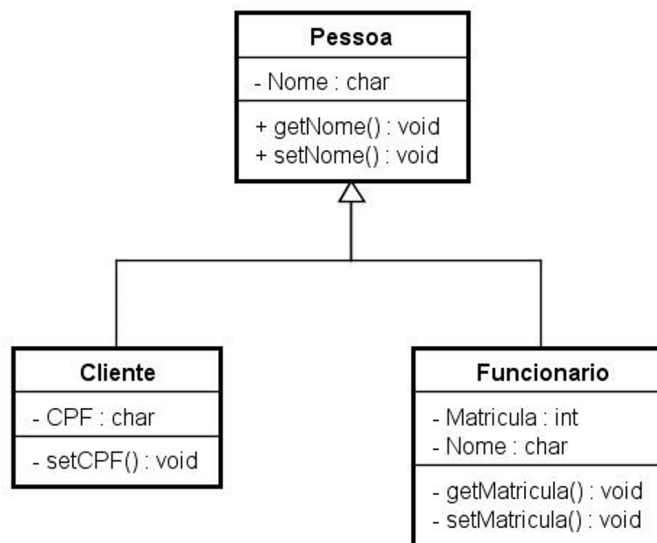 Pessoa
- Nome : char
+ getNome() : void
+ setNome() : void
Cliente
- CPF : char
- setCPF() : void
Funcionario
- Matricula : int
- Nome : char
- getMatricula() : void
- setMatricula() : void